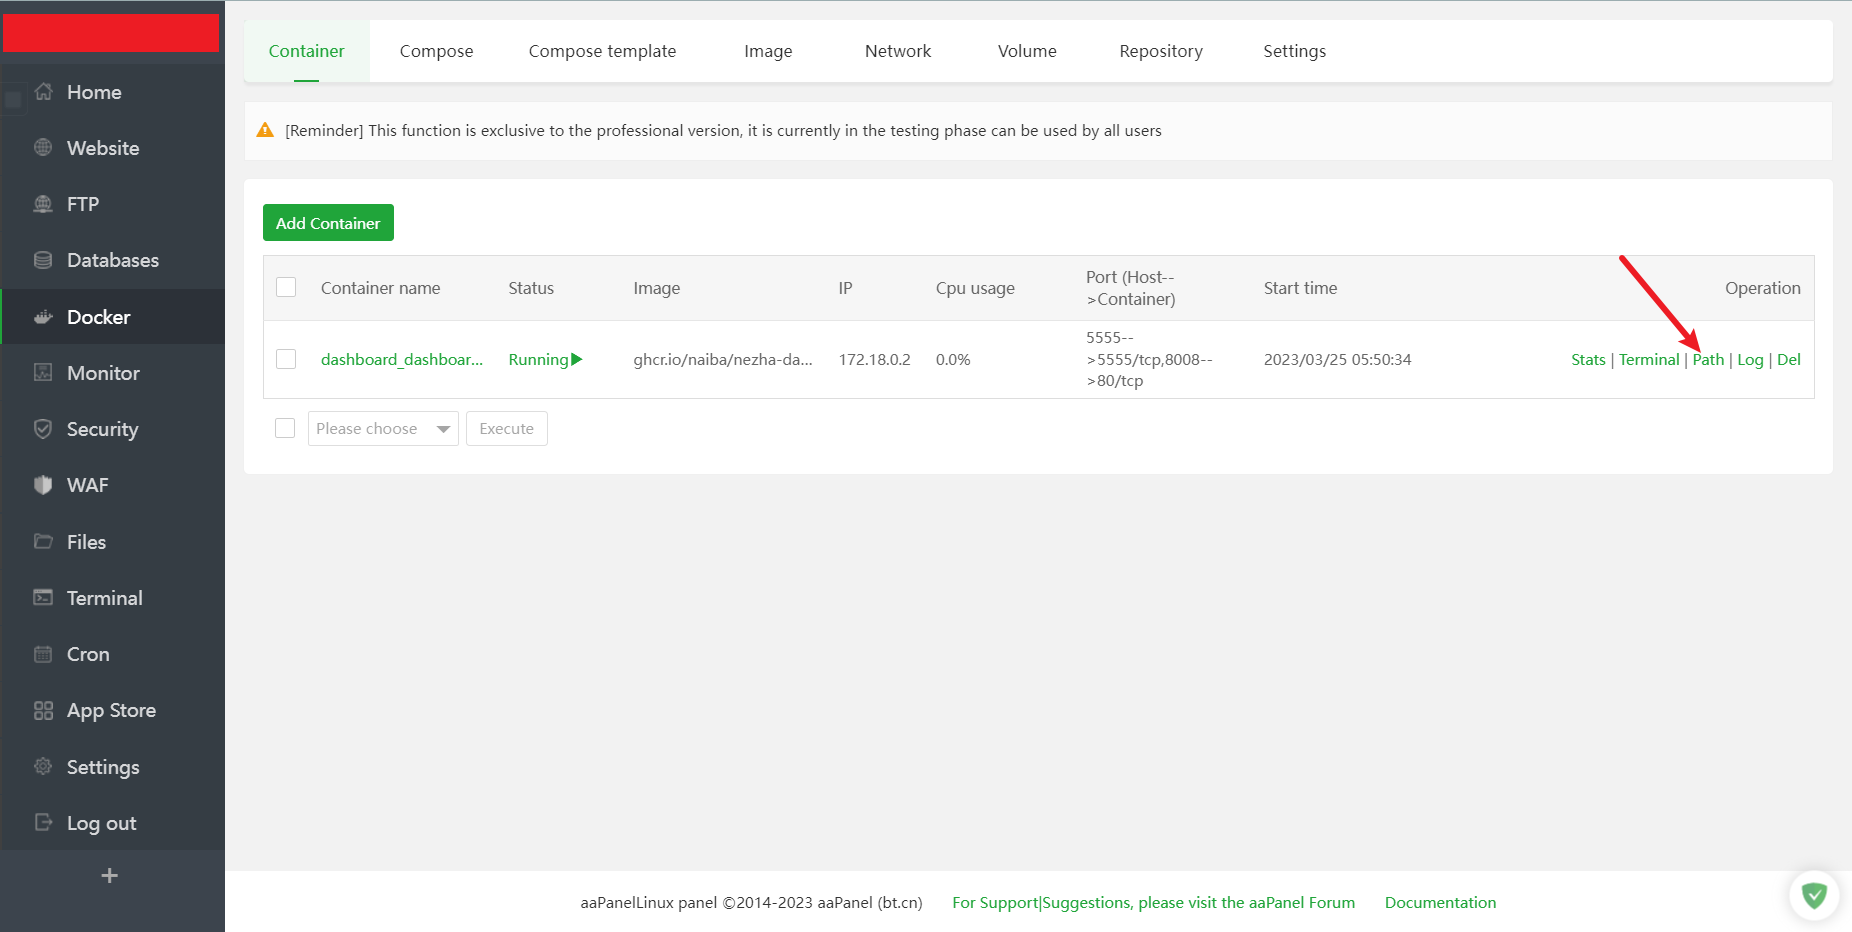 Home
Website
FTP
Databases
Docker
Monitor
Security
WAF
Files
Terminal
Cron
App Store
Settings
Log out
+
Container Compose Compose template Image Network Volume Repository Settings
[Reminder] This function is exclusive to the professional version, it is currently in the testing phase can be used by all users
Add Container
Container name Status Image IP Cpu usage Port (Host--
>Container) Start time Operation
dashboard_dashboar... Running ghcr.io/naiba/nezha-da... 172.18.0.2 0.0% 5555--
>5555/tcp,8008--
>80/tcp 2023/03/25 05:50:34 Stats | Terminal | Path | Log | Del
Please choose Execute
aaPanelLinux panel ©2014-2023 aaPanel (bt.cn) For Support|Suggestions, please visit the aaPanel Forum Documentation